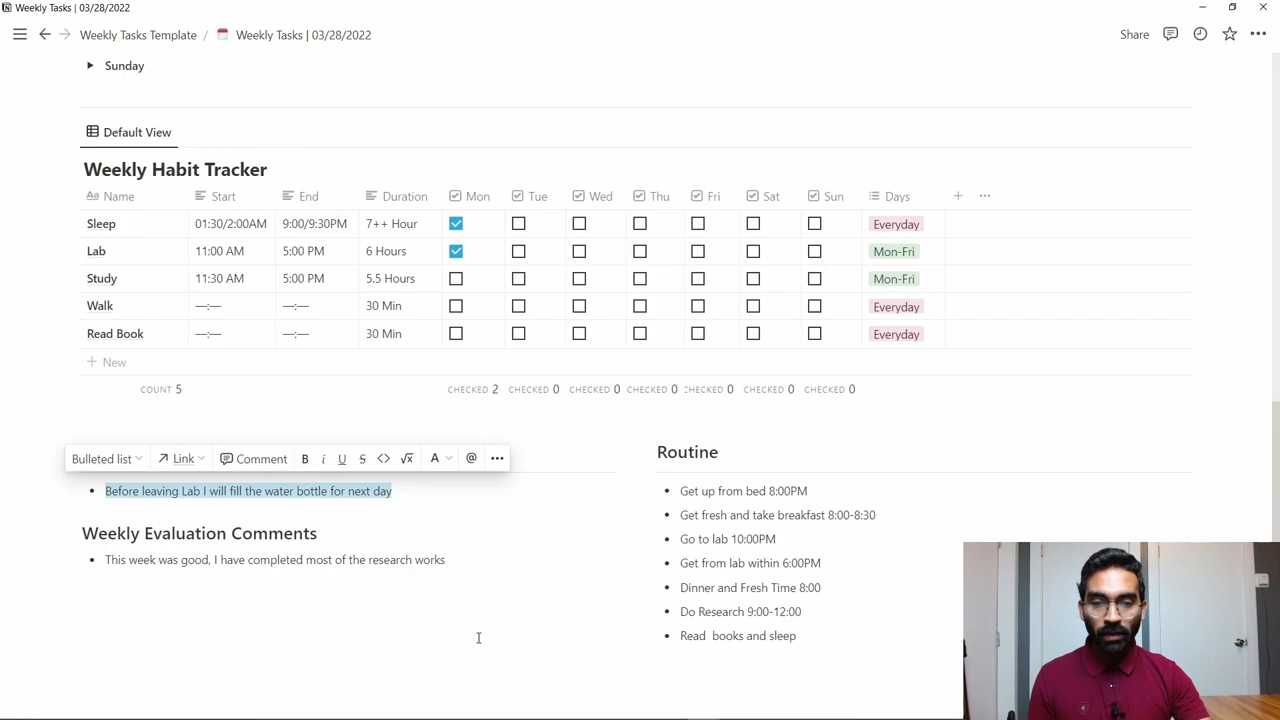 Weekly Tasks | 03/28/2022
Weekly Tasks Template / Weekly Tasks | 03/28/2022
Share
Sunday
Default View
Weekly Habit Tracker
Aa Name Start End Duration Mon Tue Wed Thu Fri Sat Sun Days
Sleep 01:30/2:00AM 9:00/9:30PM 7++ Hour Everyday
Lab 11:00 AM 5:00 PM 6 Hours Mon-Fri
Study 11:30 AM 5:00 PM 5.5 Hours Mon-Fri
Walk —:— —:— 30 Min Everyday
Read Book —:— —:— 30 Min Everyday
+ New
COUNT 5 CHECKED 2 CHECKED 0 CHECKED 0 CHECKED 0 CHECKED 0 CHECKED 0 CHECKED 0
Bulleted list Link Comment B i U S <> √x A @ •••
• Before leaving Lab I will fill the water bottle for next day
Weekly Evaluation Comments
• This week was good, I have completed most of the research works
Routine
• Get up from bed 8:00PM
• Get fresh and take breakfast 8:00-8:30
• Go to lab 10:00PM
• Get from lab within 6:00PM
• Dinner and Fresh Time 8:00
• Do Research 9:00-12:00
• Read  books and sleep